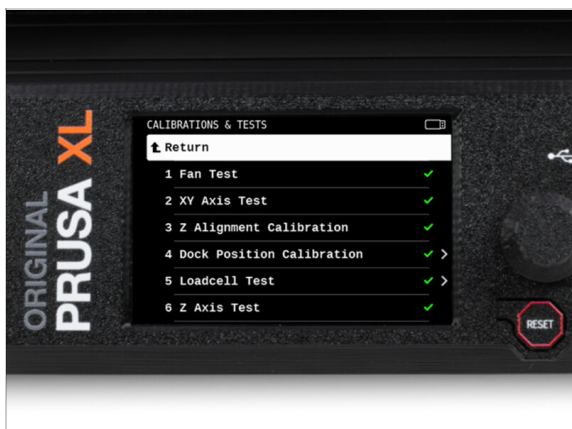 ORIGINAL
PRUSA XL
CALIBRATIONS & TESTS
Return
1 Fan Test
2 XY Axis Test
3 Z Alignment Calibration
4 Dock Position Calibration
5 Loadcell Test
6 Z Axis Test
RESET